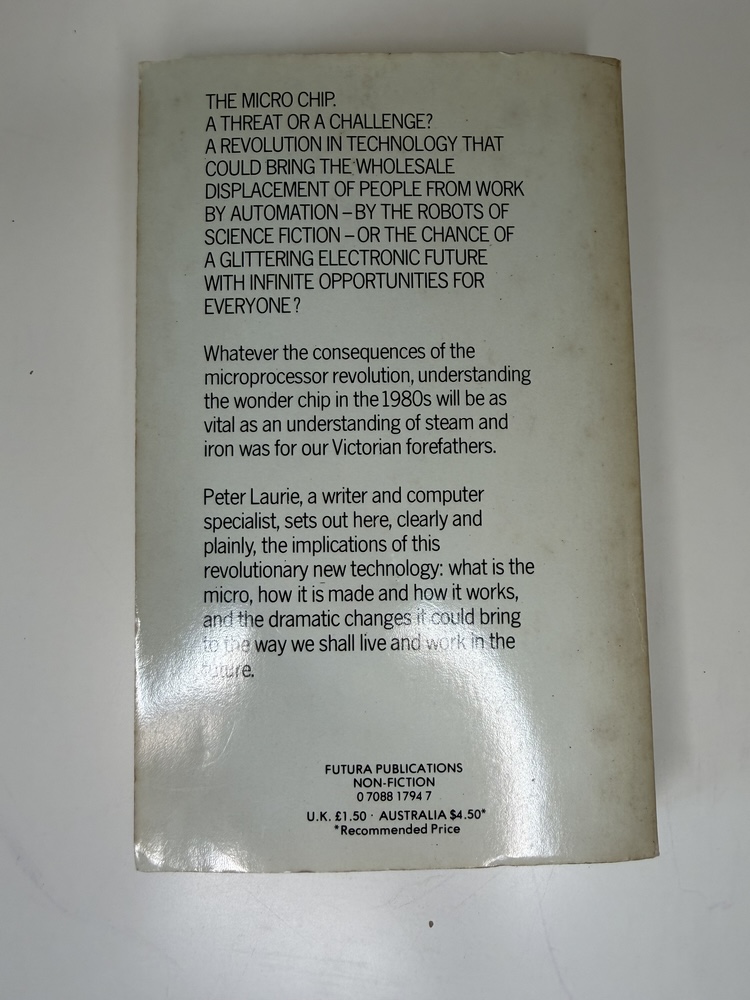 THE MICRO CHIP.
A THREAT OR A CHALLENGE?
A REVOLUTION IN TECHNOLOGY THAT
COULD BRING THE WHOLESALE
DISPLACEMENT OF PEOPLE FROM WORK
BY AUTOMATION – BY THE ROBOTS OF
SCIENCE FICTION – OR THE CHANCE OF
A GLITTERING ELECTRONIC FUTURE
WITH INFINITE OPPORTUNITIES FOR
EVERYONE?
Whatever the consequences of the
microprocessor revolution, understanding
the wonder chip in the 1980s will be as
vital as an understanding of steam and
iron was for our Victorian forefathers.
Peter Laurie, a writer and computer
specialist, sets out here, clearly and
plainly, the implications of this
revolutionary new technology: what is the
micro, how it is made and how it works,
and the dramatic changes it could bring
to the way we shall live and work in the
future.
FUTURA PUBLICATIONS
NON-FICTION
0 7088 1794 7
U.K. £1.50 · AUSTRALIA $4.50*
*Recommended Price